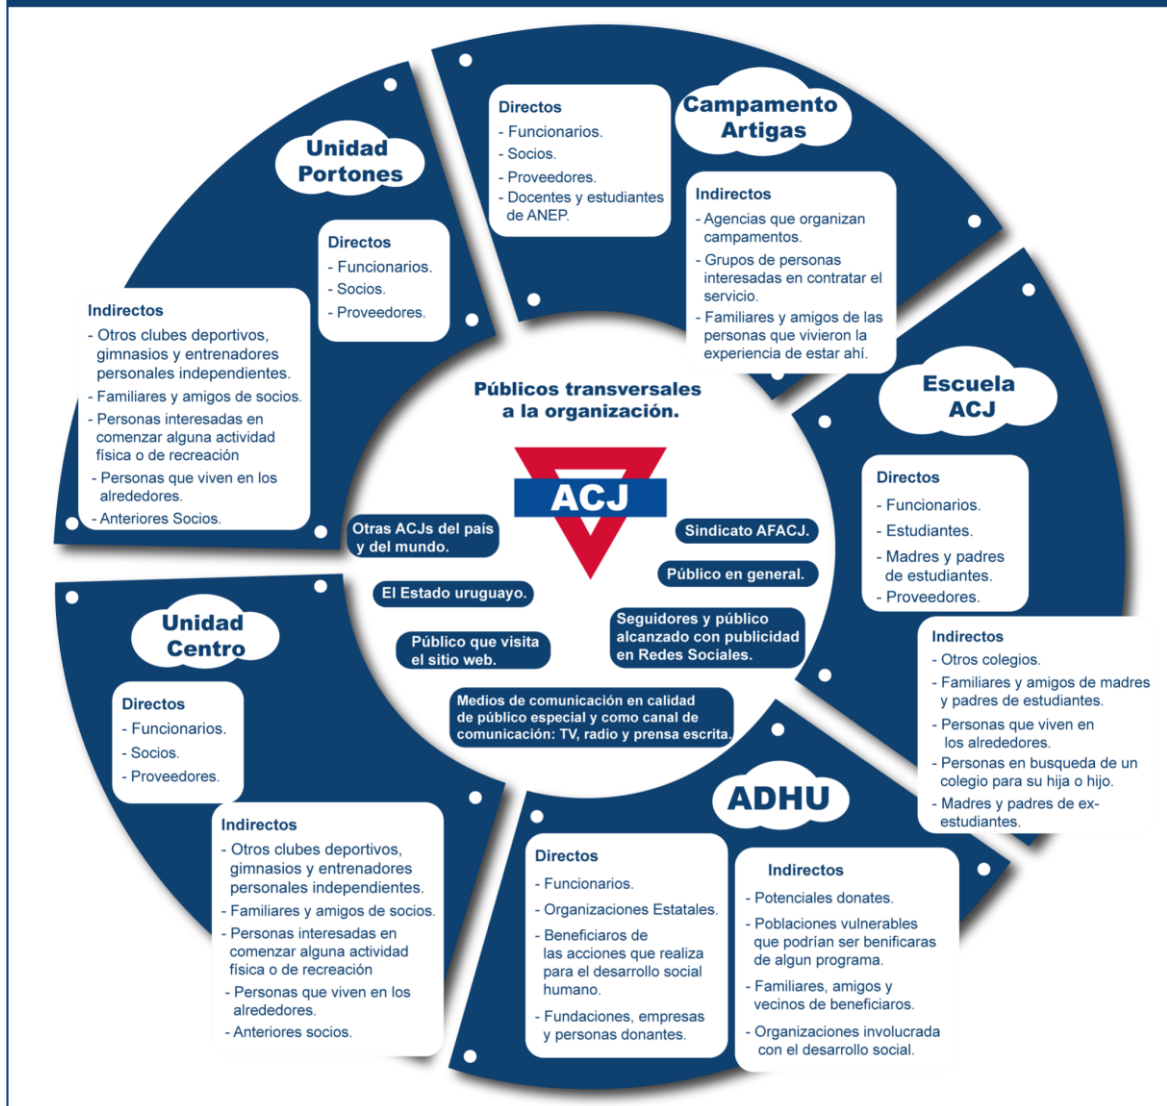 Campamento
Artigas
Directos
- Funcionarios.
- Socios.
- Proveedores.
- Docentes y estudiantes
de ANEP.
Indirectos
- Agencias que organizan
campamentos.
- Grupos de personas
interesadas en contratar el
servicio.
- Familiares y amigos de las
personas que vivieron la
experiencia de estar ahí.
Unidad
Portones
Directos
- Funcionarios.
- Socios.
- Proveedores.
Indirectos
- Otros clubes deportivos,
gimnasios y entrenadores
personales independientes.
- Familiares y amigos de socios.
- Personas interesadas en
comenzar alguna actividad
física o de recreación
- Personas que viven en los
alrededores.
- Anteriores Socios.
Públicos transversales
a la organización.
ACJ
Otras ACJs del país
y del mundo.
El Estado uruguayo.
Público que visita
el sitio web.
Sindicato AFACJ.
Público en general.
Seguidores y público
alcanzado con publicidad
en Redes Sociales.
Medios de comunicación en calidad
de público especial y como canal de
comunicación: TV, radio y prensa escrita.
Escuela
ACJ
Directos
- Funcionarios.
- Estudiantes.
- Madres y padres
de estudiantes.
- Proveedores.
Indirectos
- Otros colegios.
- Familiares y amigos de madres
y padres de estudiantes.
- Personas que viven en
los alrededores.
- Personas en busqueda de un
colegio para su hija o hijo.
- Madres y padres de ex-
estudiantes.
Unidad
Centro
Directos
- Funcionarios.
- Socios.
- Proveedores.
Indirectos
- Otros clubes deportivos,
gimnasios y entrenadores
personales independientes.
- Familiares y amigos de socios.
- Personas interesadas en
comenzar alguna actividad
física o de recreación
- Personas que viven en los
alrededores.
- Anteriores socios.
ADHU
Directos
- Funcionarios.
- Organizaciones Estatales.
- Beneficiaros de
las acciones que realiza
para el desarrollo social
humano.
- Fundaciones, empresas
y personas donantes.
Indirectos
- Potenciales donates.
- Poblaciones vulnerables
que podrían ser benificaras
de algun programa.
- Familiares, amigos y
vecinos de beneficiaros.
- Organizaciones involucrada
con el desarrollo social.